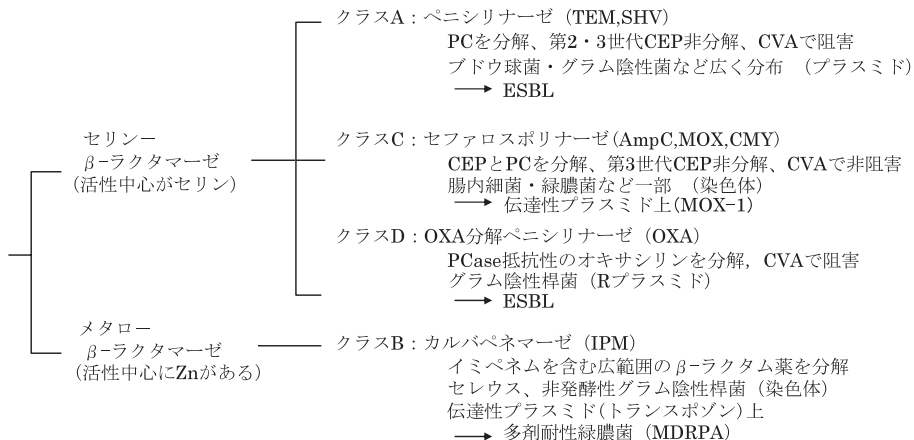 クラスA：ペニシリナーゼ（TEM,SHV）
PCを分解、第2・3世代CEP非分解、CVAで阻害
ブドウ球菌・グラム陰性菌など広く分布　（プラスミド）
→ ESBL
セリンー
β-ラクタマーゼ
（活性中心がセリン）
クラスC：セファロスポリナーゼ(AmpC,MOX,CMY)
CEPとPCを分解、第3世代CEP非分解、CVAで非阻害
腸内細菌・緑膿菌など一部　（染色体）
→ 伝達性プラスミド上(MOX-1)
クラスD：OXA分解ペニシリナーゼ（OXA）
PCase抵抗性のオキサシリンを分解，CVAで阻害
グラム陰性桿菌（Rプラスミド）
→ ESBL
メタロー
β-ラクタマーゼ
（活性中心にZnがある）
クラスB：カルバペネマーゼ（IPM）
イミペネムを含む広範囲のβ-ラクタム薬を分解
セレウス、非発酵性グラム陰性桿菌（染色体）
伝達性プラスミド(トランスポゾン)上
→ 多剤耐性緑膿菌（MDRPA）